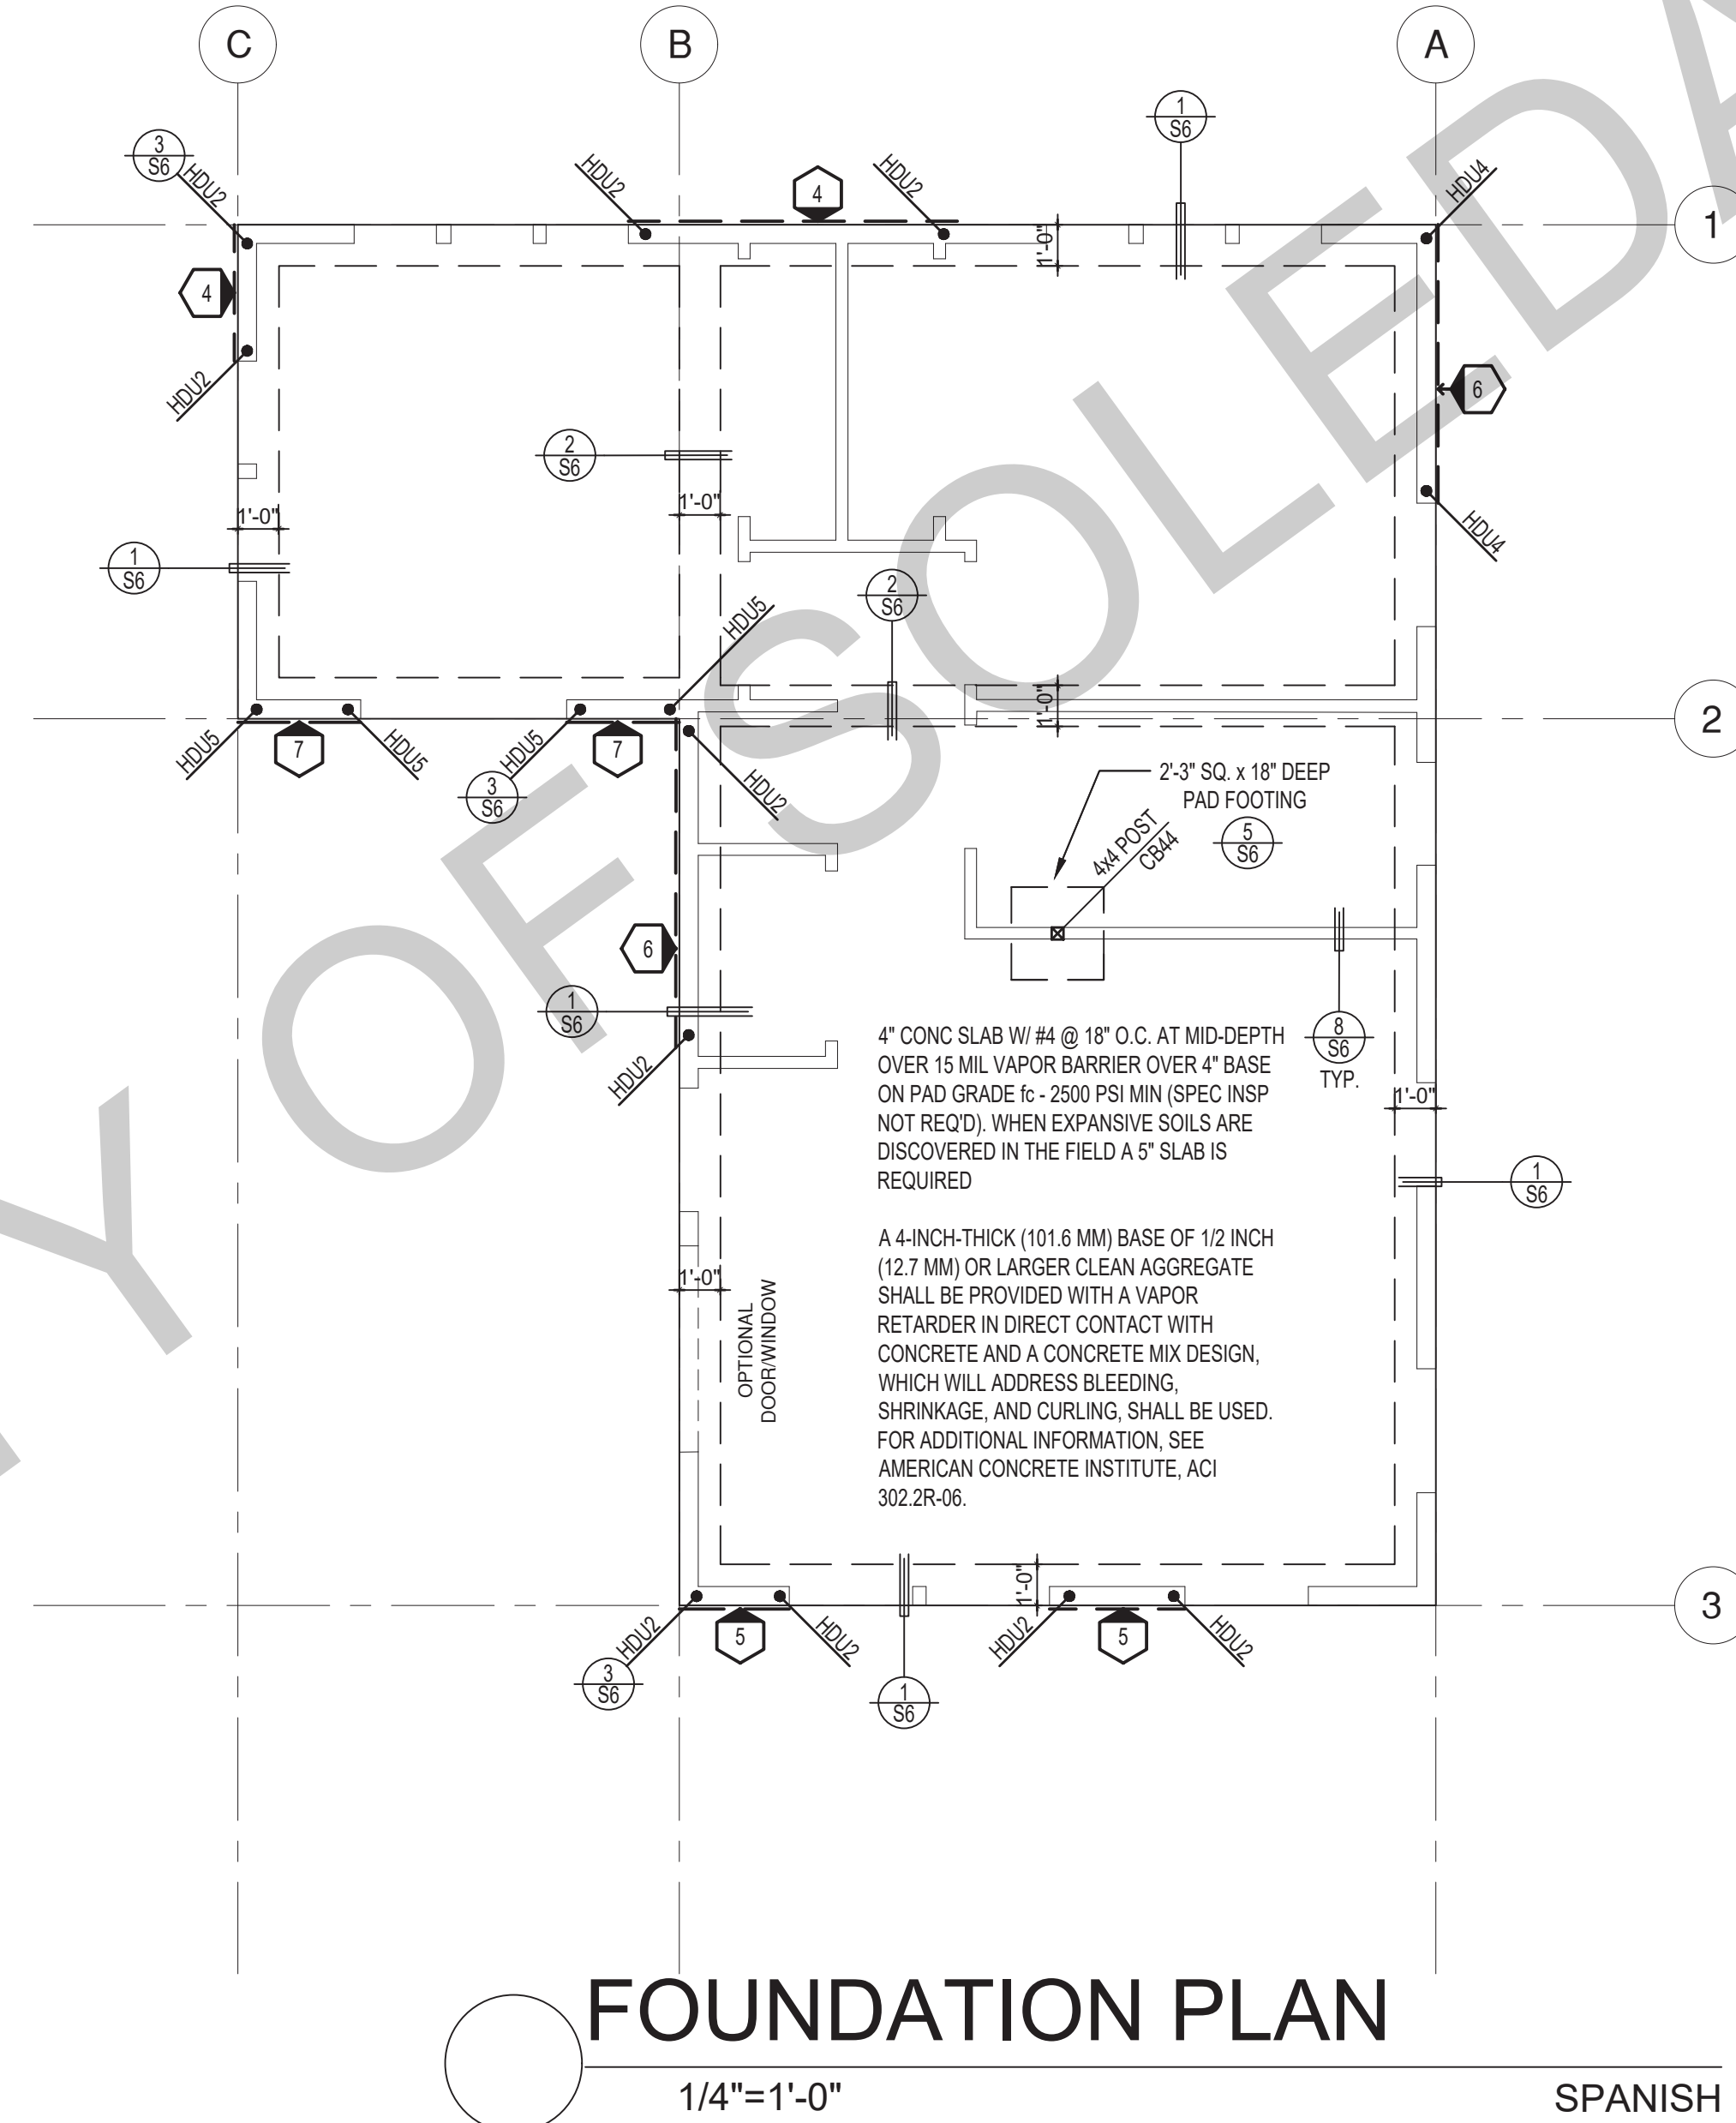 C
B
A
1
S6
3
S6
HDU2
HDU2
4
HDU2
HDU4
1
1'-0"
4
HDU2
6
2
S6
1'-0"
1'-0"
HDU4
1
S6
2
S6
HDU5
1'-0"
2
HDU5
7
HDU5
HDU5
7
3
S6
HDU2
2'-3" SQ. x 18" DEEP
PAD FOOTING
4x4 POST
CB44
5
S6
6
1
S6
HDU2
8
S6
TYP.
4" CONC SLAB W/ #4 @ 18" O.C. AT MID-DEPTH
OVER 15 MIL VAPOR BARRIER OVER 4" BASE
ON PAD GRADE fc - 2500 PSI MIN (SPEC INSP
NOT REQ'D). WHEN EXPANSIVE SOILS ARE
DISCOVERED IN THE FIELD A 5" SLAB IS
REQUIRED
1'-0"
1
S6
A 4-INCH-THICK (101.6 MM) BASE OF 1/2 INCH
(12.7 MM) OR LARGER CLEAN AGGREGATE
SHALL BE PROVIDED WITH A VAPOR
RETARDER IN DIRECT CONTACT WITH
CONCRETE AND A CONCRETE MIX DESIGN,
WHICH WILL ADDRESS BLEEDING,
SHRINKAGE, AND CURLING, SHALL BE USED.
FOR ADDITIONAL INFORMATION, SEE
AMERICAN CONCRETE INSTITUTE, ACI
302.2R-06.
1'-0"
OPTIONAL
DOOR/WINDOW
1'-0"
3
HDU2
5
HDU2
HDU2
5
HDU2
3
S6
1
S6
FOUNDATION PLAN
1/4"=1'-0"
SPANISH
Y OF SOLEDA